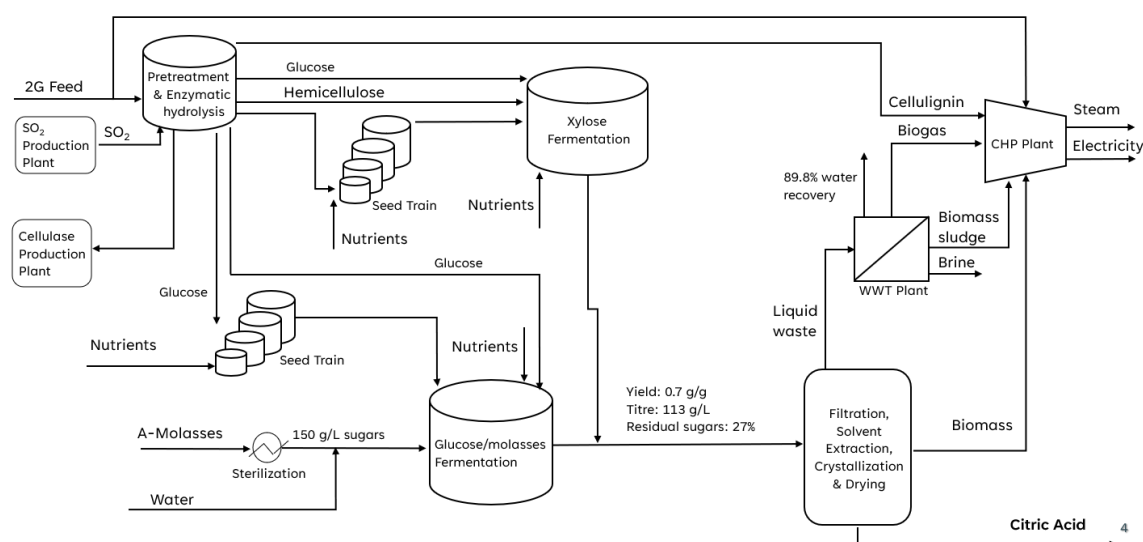 2G Feed
SO2
Production
Plant
SO2
Pretreatment
& Enzymatic
hydrolysis
Glucose
Hemicellulose
Xylose
Fermentation
Seed Train
Nutrients
Nutrients
Cellulignin
Biogas
CHP Plant
Steam
Electricity
89.8% water
recovery
Biomass
sludge
Brine
WWT Plant
Cellulase
Production
Plant
Glucose
Glucose
Nutrients
Seed Train
Nutrients
Liquid
waste
A-Molasses
150 g/L sugars
Sterilization
Water
Glucose/molasses
Fermentation
Yield: 0.7 g/g
Titre: 113 g/L
Residual sugars: 27%
Filtration,
Solvent
Extraction,
Crystallization
& Drying
Biomass
Citric Acid
4